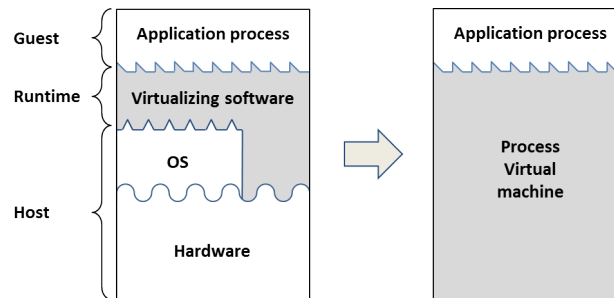 Guest
Application process
Runtime
Virtualizing software
OS
Host
Hardware
Application process
Process
Virtual
machine